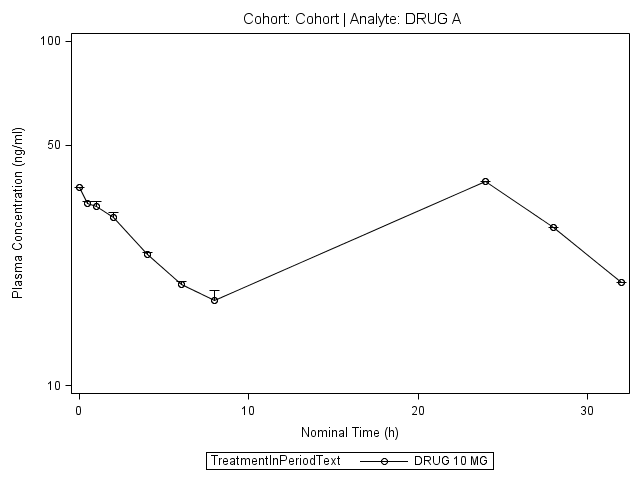 Cohort: Cohort | Analyte: DRUG A
100
50
10
Plasma Concentration (ng/ml)
0
10
20
30
Nominal Time (h)
TreatmentInPeriodText
DRUG 10 MG